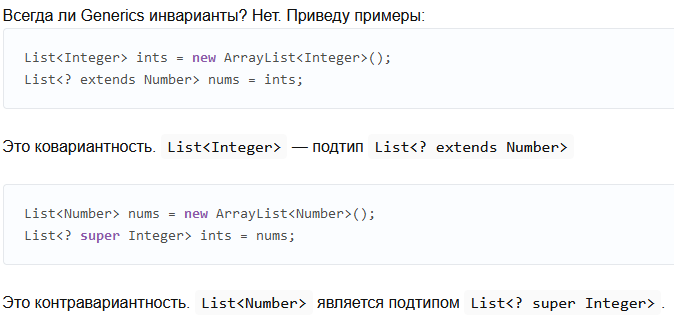 Всегда ли Generics инварианты? Нет. Приведу примеры:
List<Integer> ints = new ArrayList<Integer>();
List<? extends Number> nums = ints;
Это ковариантность. List<Integer> — подтип List<? extends Number>
List<Number> nums = new ArrayList<Number>();
List<? super Integer> ints = nums;
Это контравариантность. List<Number> является подтипом List<? super Integer>.